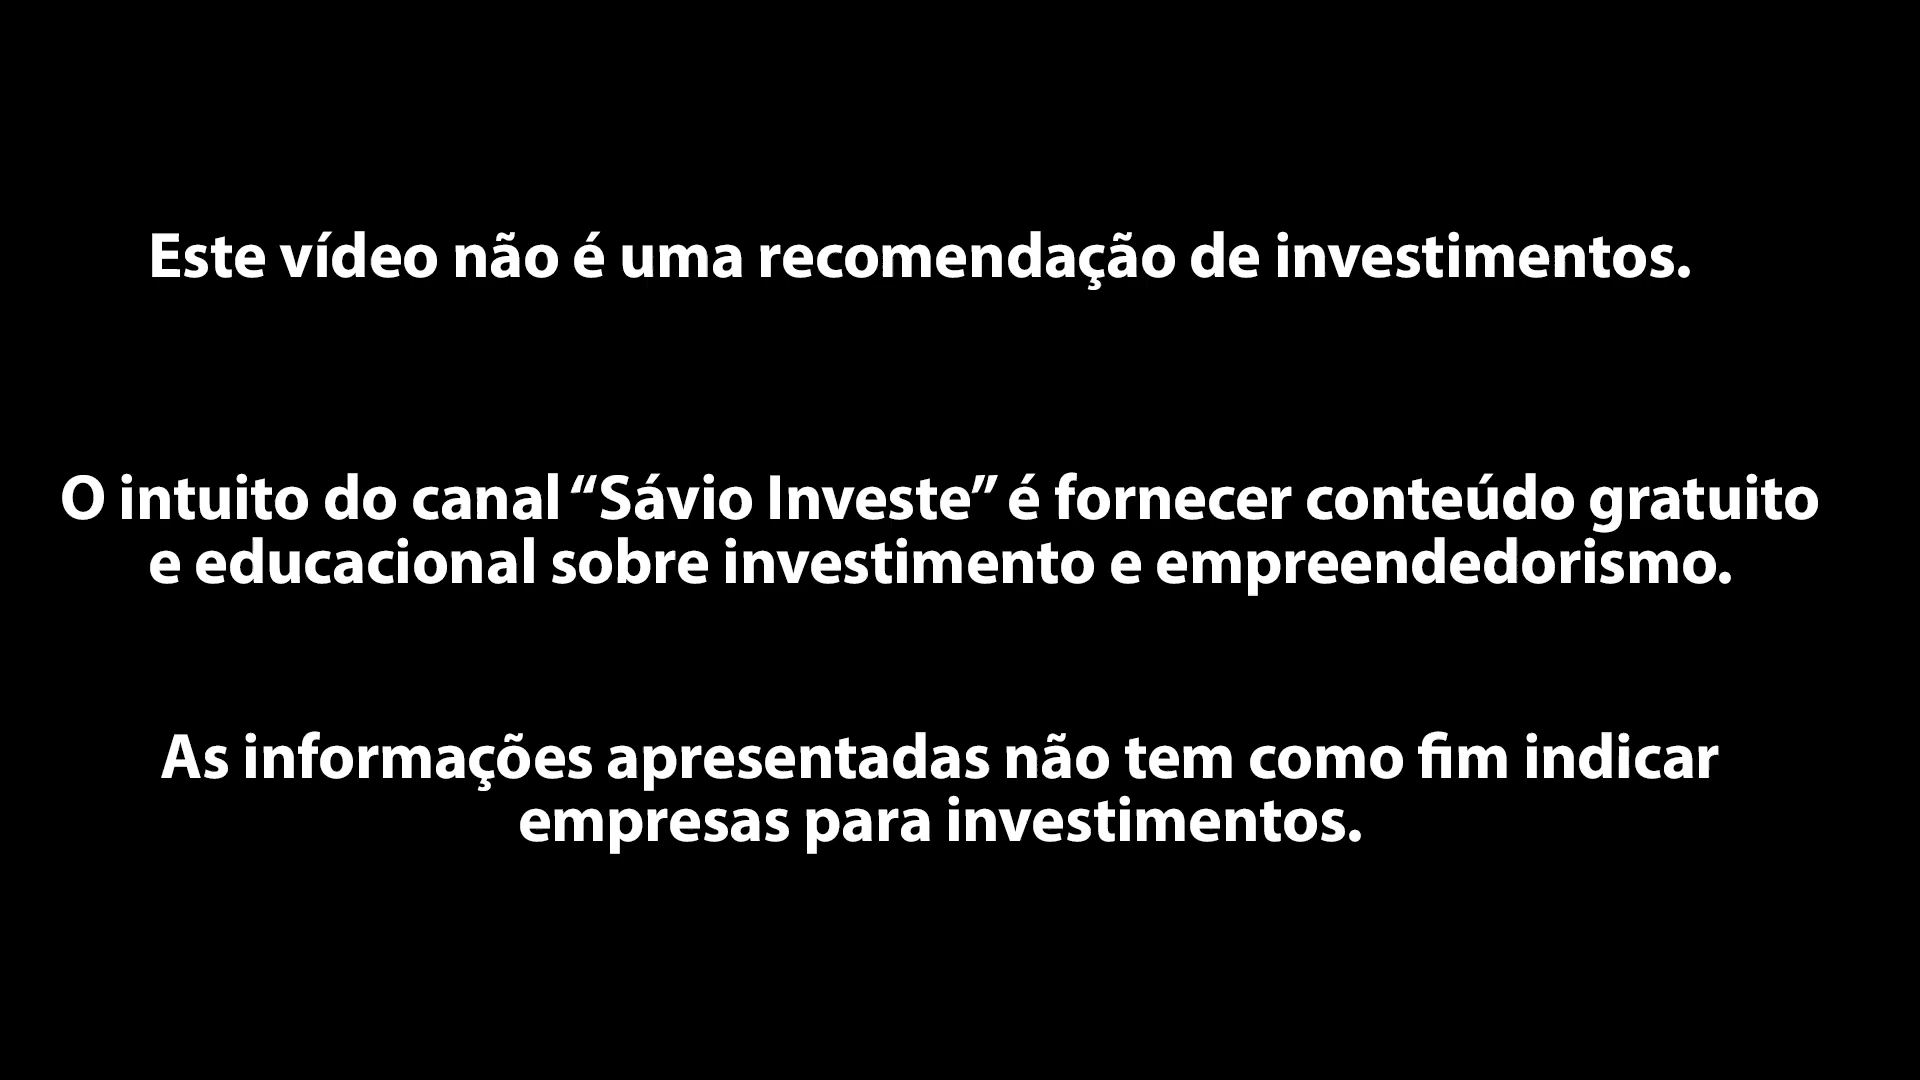 Este vídeo não é uma recomendação de investimentos.
O intuito do canal “Sávio Investe” é fornecer conteúdo gratuito
e educacional sobre investimento e empreendedorismo.
As informações apresentadas não tem como fim indicar
empresas para investimentos.